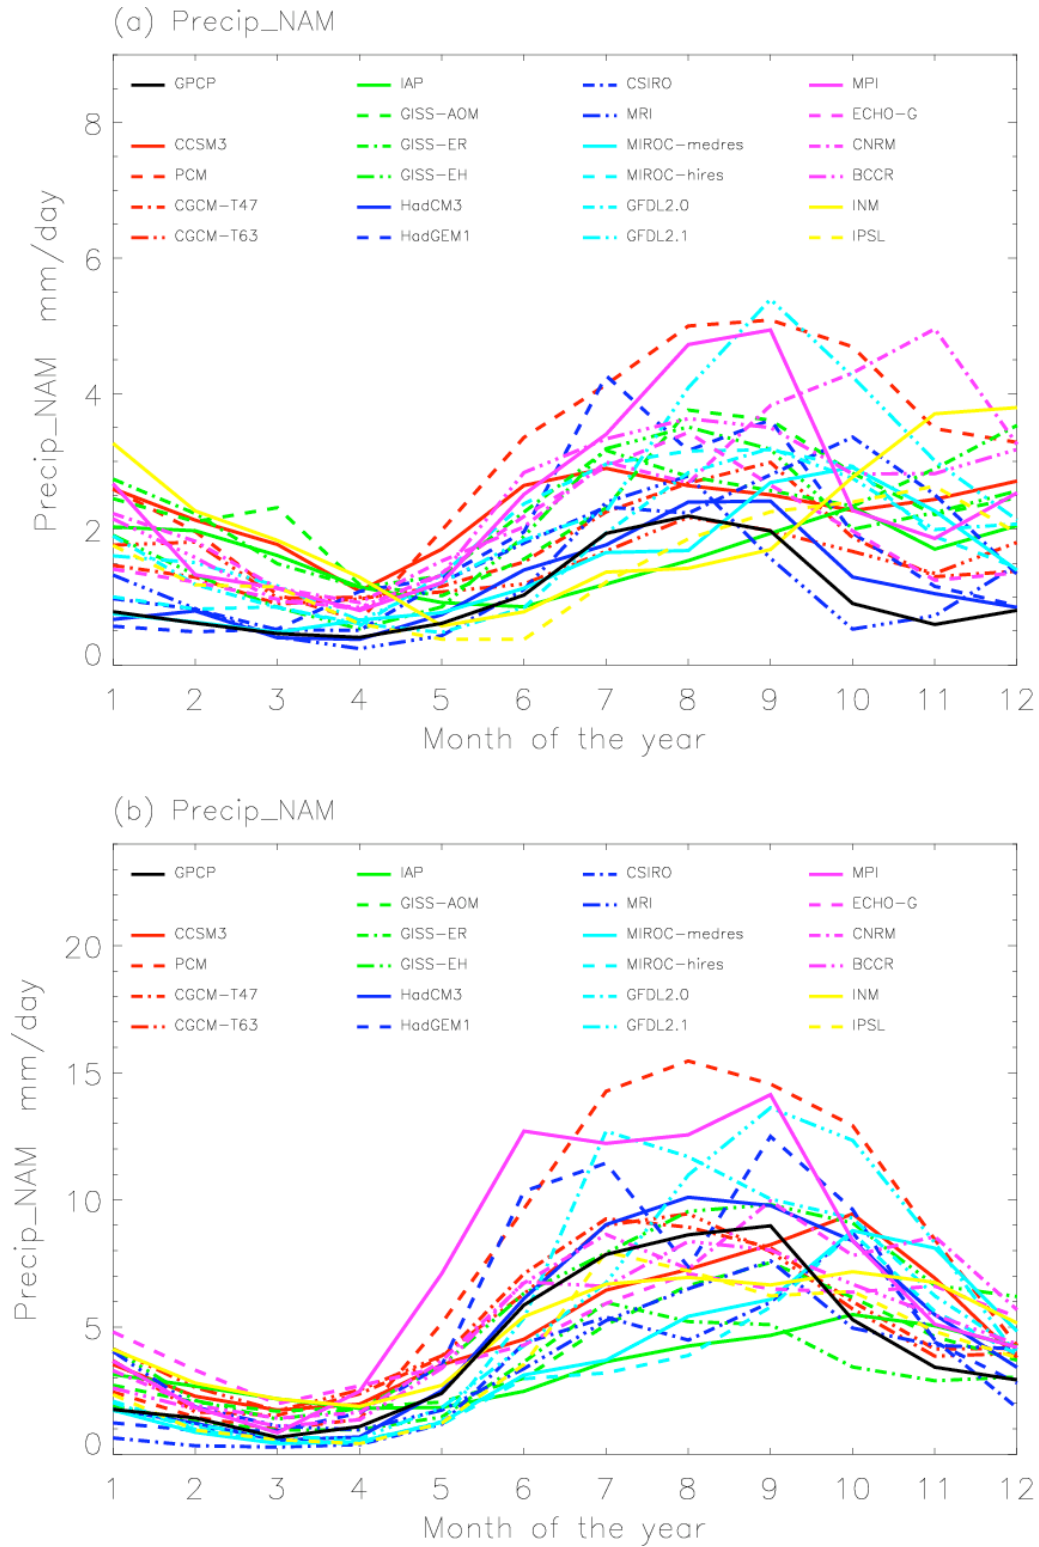 (a) Precip_NAM
GPCP IAP CSIRO MPI
GISS-AOM MRI ECHO-G
CCSM3 GISS-ER MIROC-medres CNRM
PCM GISS-EH MIROC-hires BCCR
CGCM-T47 HadCM3 GFDL2.0 INM
CGCM-T63 HadGEM1 GFDL2.1 IPSL
Precip_NAM mm/day
8
6
4
2
0
1 2 3 4 5 6 7 8 9 10 11 12
Month of the year
(b) Precip_NAM
GPCP IAP CSIRO MPI
GISS-AOM MRI ECHO-G
CCSM3 GISS-ER MIROC-medres CNRM
PCM GISS-EH MIROC-hires BCCR
CGCM-T47 HadCM3 GFDL2.0 INM
CGCM-T63 HadGEM1 GFDL2.1 IPSL
Precip_NAM mm/day
20
15
10
5
0
1 2 3 4 5 6 7 8 9 10 11 12
Month of the year